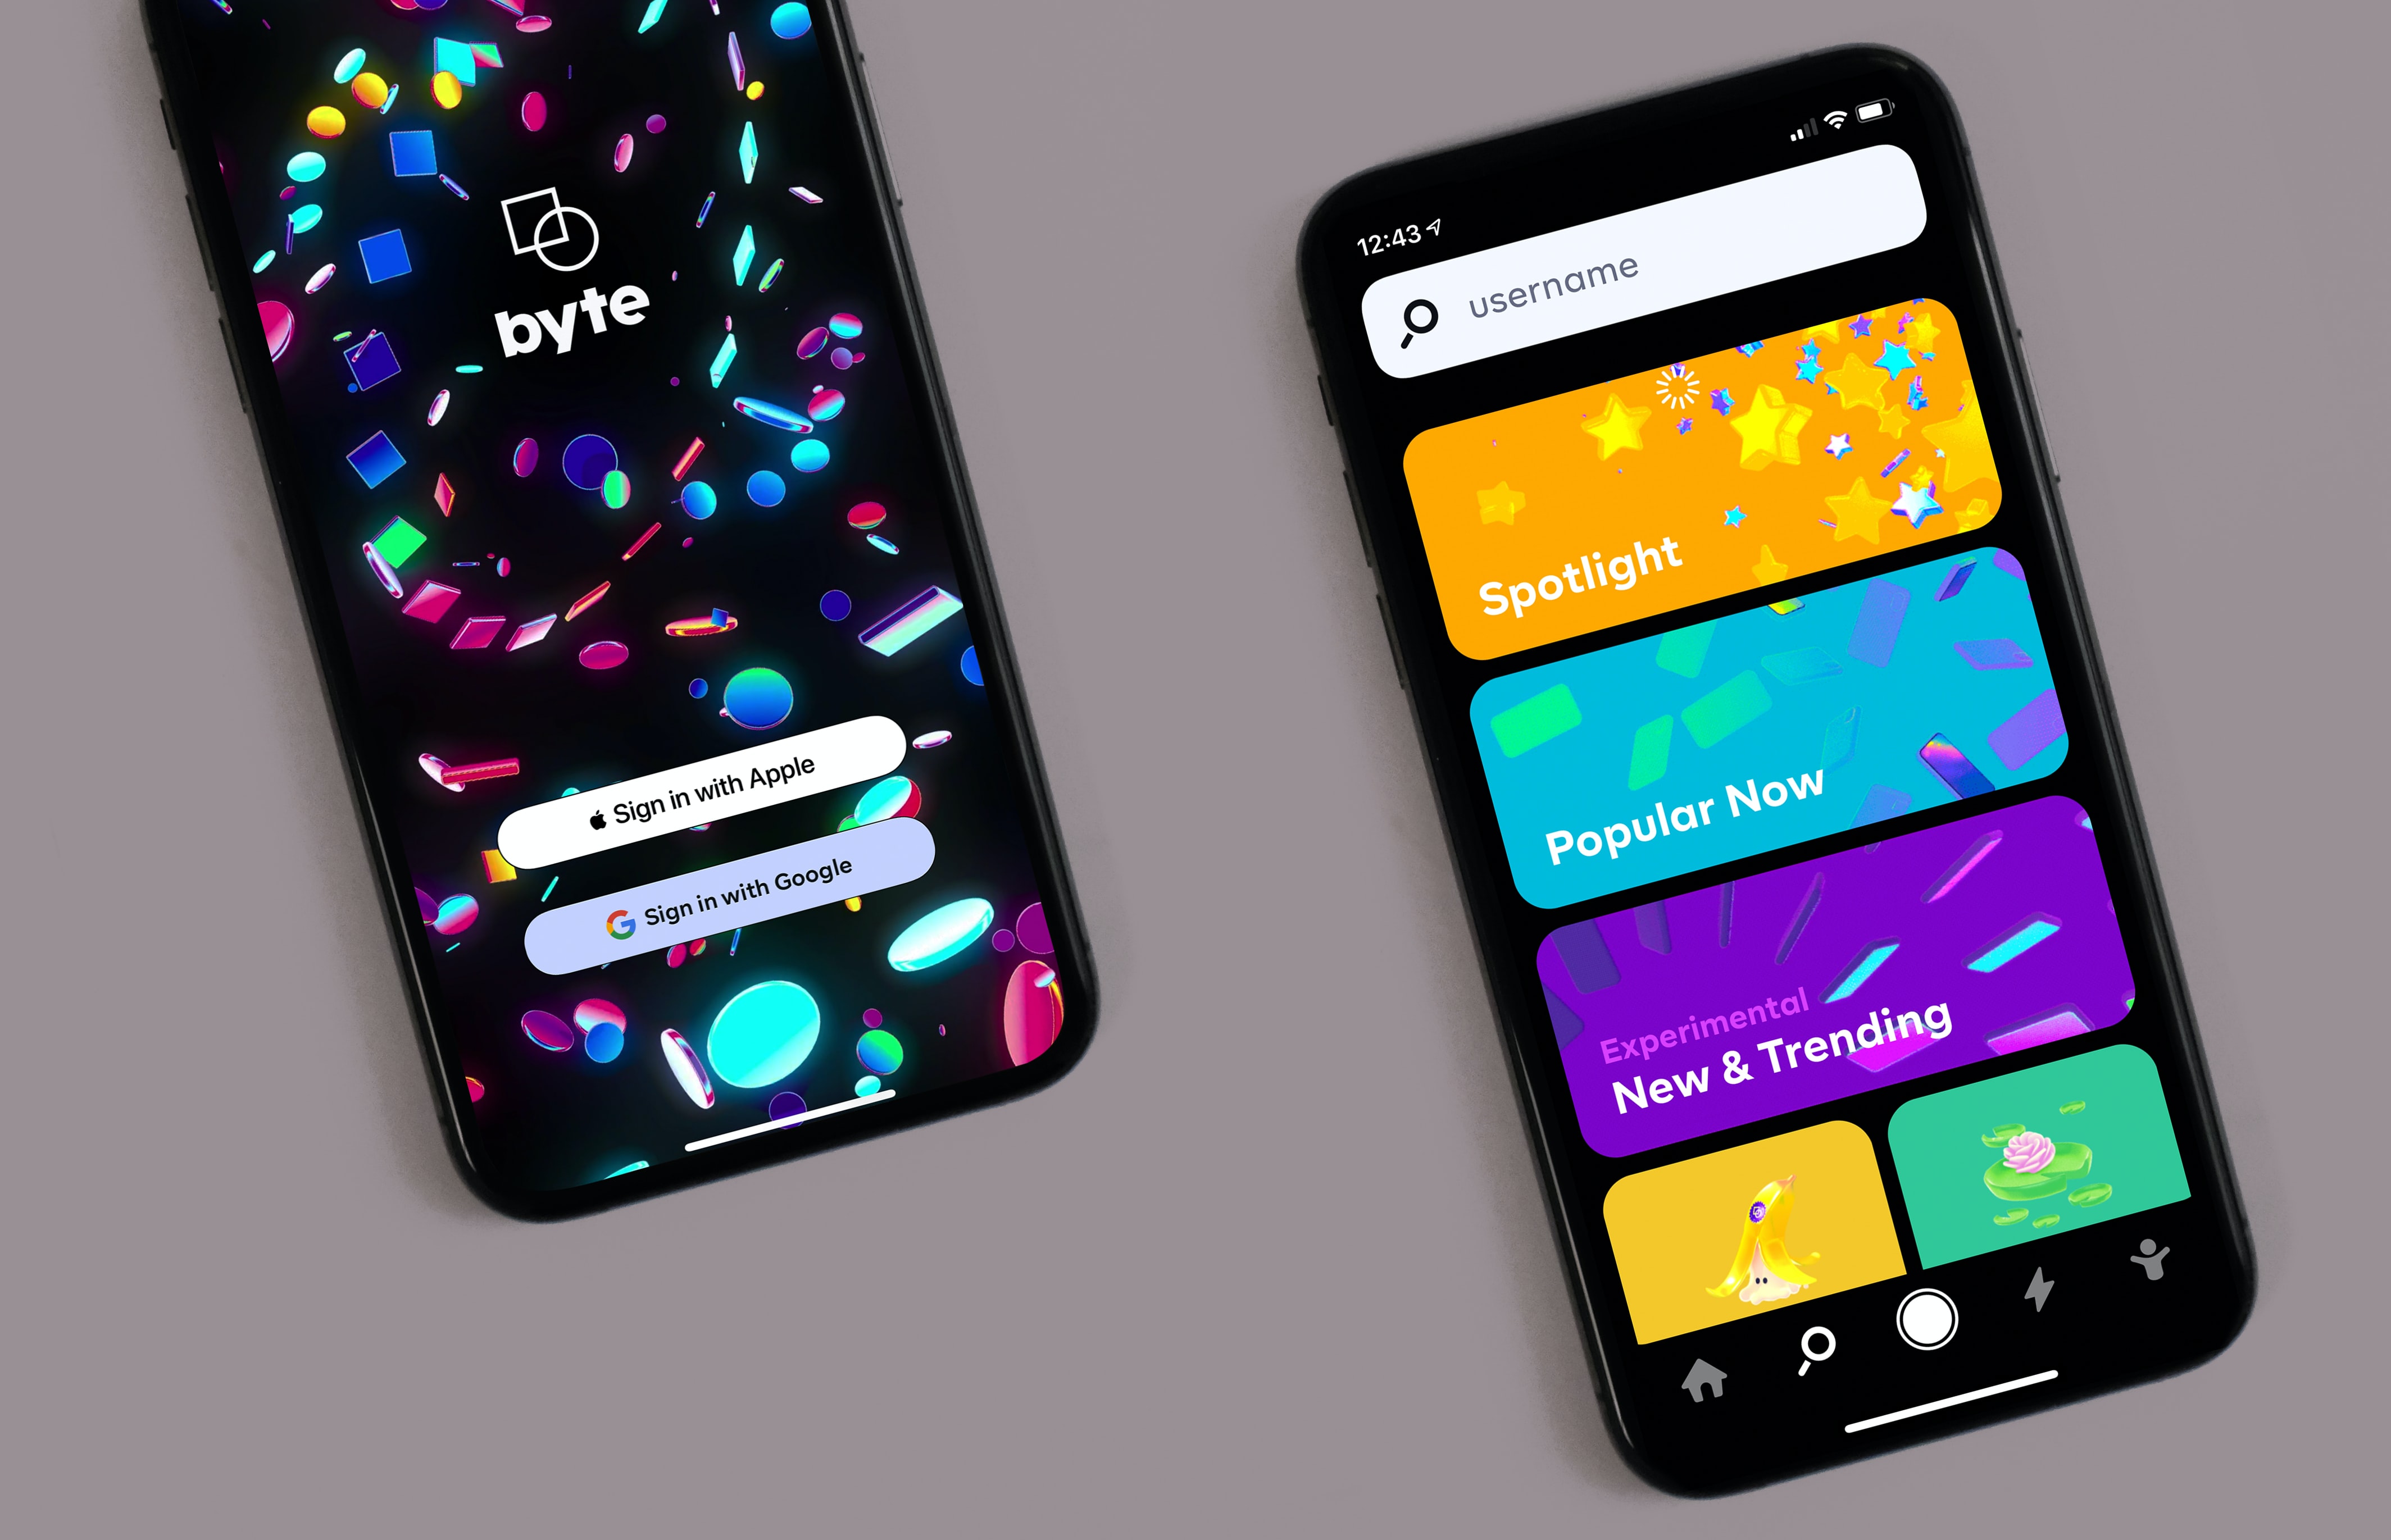 byte
Sign in with Apple
Sign in with Google
12:43
username
Spotlight
Popular Now
Experimental
New & Trending